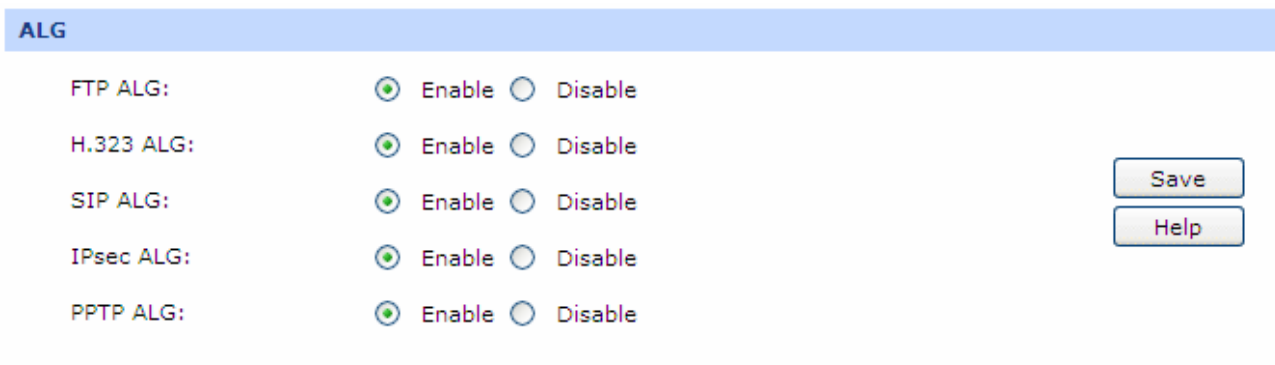 ALG
FTP ALG: Enable Disable
H.323 ALG: Enable Disable
SIP ALG: Enable Disable
IPsec ALG: Enable Disable
PPTP ALG: Enable Disable
Save
Help